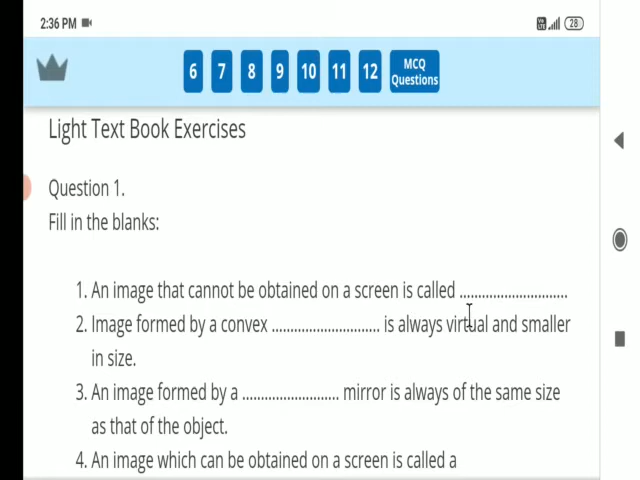 2:36 PM
28
6 7 8 9 10 11 12 MCQ Questions
Light Text Book Exercises
Question 1.
Fill in the blanks:
1. An image that cannot be obtained on a screen is called ............................
2. Image formed by a convex ............................ is always virtual and smaller
in size.
3. An image formed by a ......................... mirror is always of the same size
as that of the object.
4. An image which can be obtained on a screen is called a